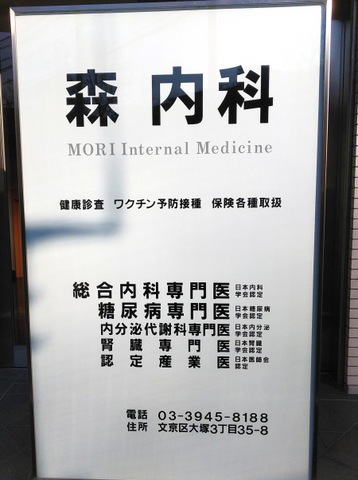 森 内科
MORI Internal Medicine
健康診査 ワクチン予防接種 保険各種取扱
総合内科専門医 日本内科学会認定
糖尿病専門医 日本糖尿病学会認定
内分泌代謝科専門医 日本内分泌学会認定
腎臓専門医 日本腎臓学会認定
認定産業医 日本医師会認定
電話 03-3945-8188
住所 文京区大塚3丁目35-8